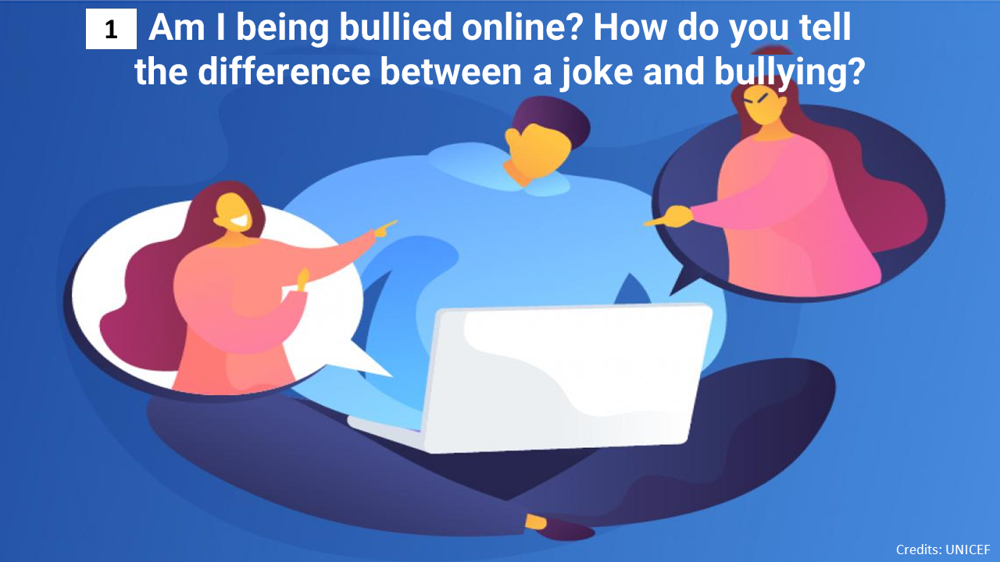 1 Am I being bullied online? How do you tell
the difference between a joke and bullying?
Credits: UNICEF